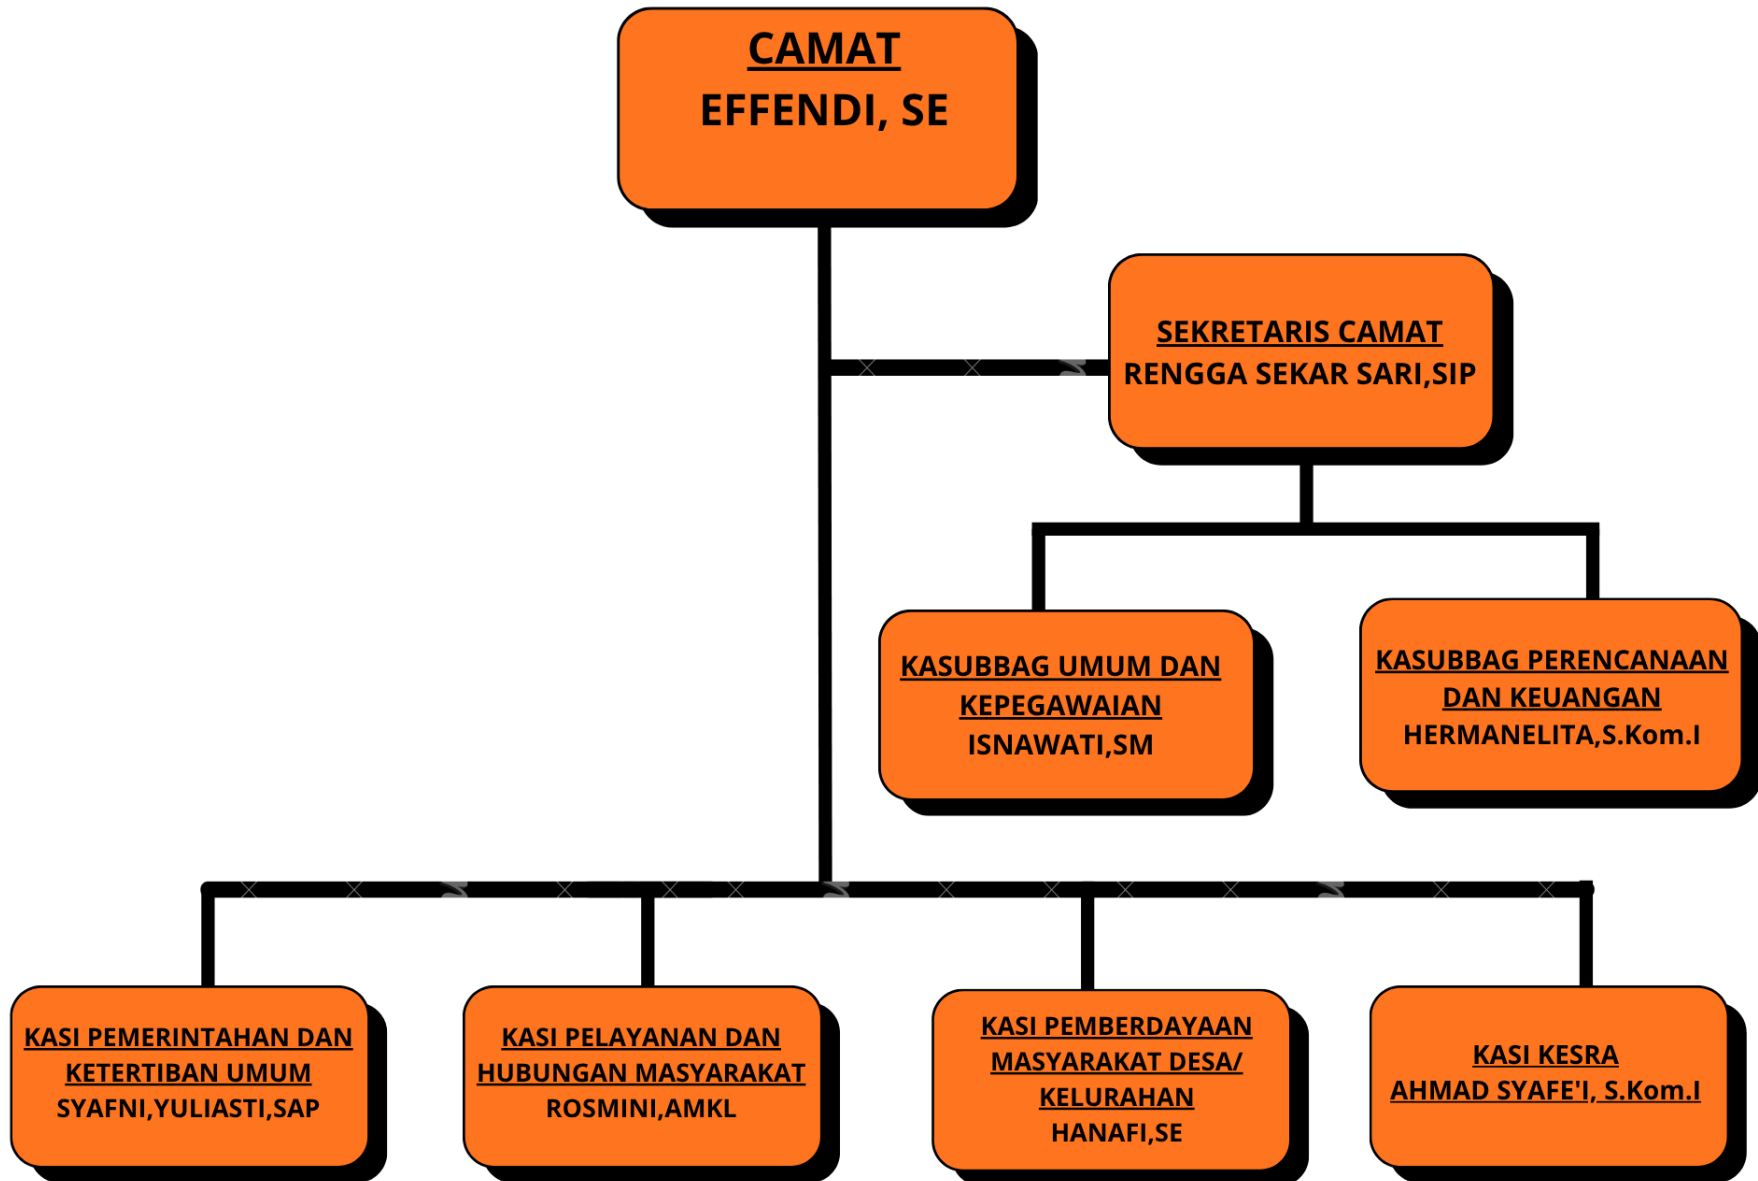 CAMAT
EFFENDI, SE
SEKRETARIS CAMAT
RENGGA SEKAR SARI,SIP
KASUBBAG UMUM DAN
KEPEGAWAIAN
ISNAWATI,SM
KASUBBAG PERENCANAAN
DAN KEUANGAN
HERMANELITA,S.Kom.I
KASI PEMERINTAHAN DAN
KETERTIBAN UMUM
SYAFNI,YULIASTI,SAP
KASI PELAYANAN DAN
HUBUNGAN MASYARAKAT
ROSMINI,AMKL
KASI PEMBERDAYAAN
MASYARAKAT DESA/
KELURAHAN
HANAFI,SE
KASI KESRA
AHMAD SYAFE'I, S.Kom.I